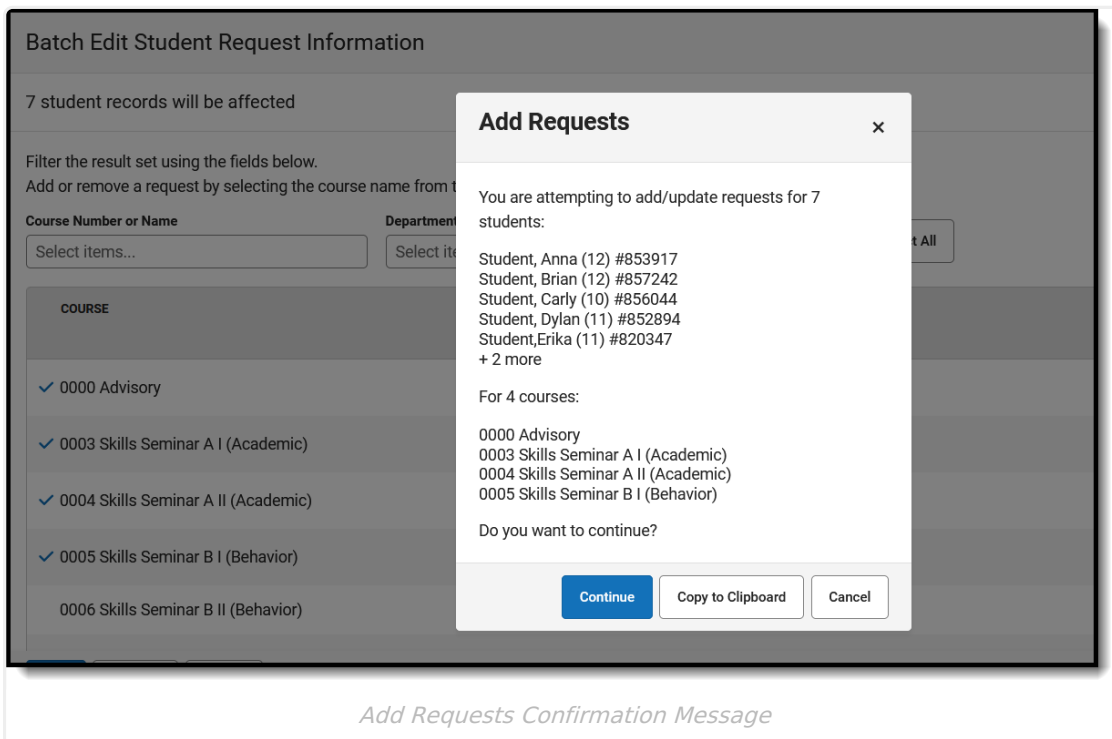 Batch Edit Student Request Information
7 student records will be affected
Filter the result set using the fields below.
Add or remove a request by selecting the course name from
Course Number or Name
Department
Select items...
Select
t All
COURSE
0000 Advisory
0003 Skills Seminar A I (Academic)
0004 Skills Seminar A II (Academic)
0005 Skills Seminar B I (Behavior)
0006 Skills Seminar B II (Behavior)
Add Requests
×
You are attempting to add/update requests for 7
students:
Student, Anna (12) #853917
Student, Brian (12) #857242
Student, Carly (10) #856044
Student, Dylan (11) #852894
Student,Erika (11) #820347
+ 2 more
For 4 courses:
0000 Advisory
0003 Skills Seminar A I (Academic)
0004 Skills Seminar A II (Academic)
0005 Skills Seminar B I (Behavior)
Do you want to continue?
Continue
Copy to Clipboard
Cancel
Add Requests Confirmation Message